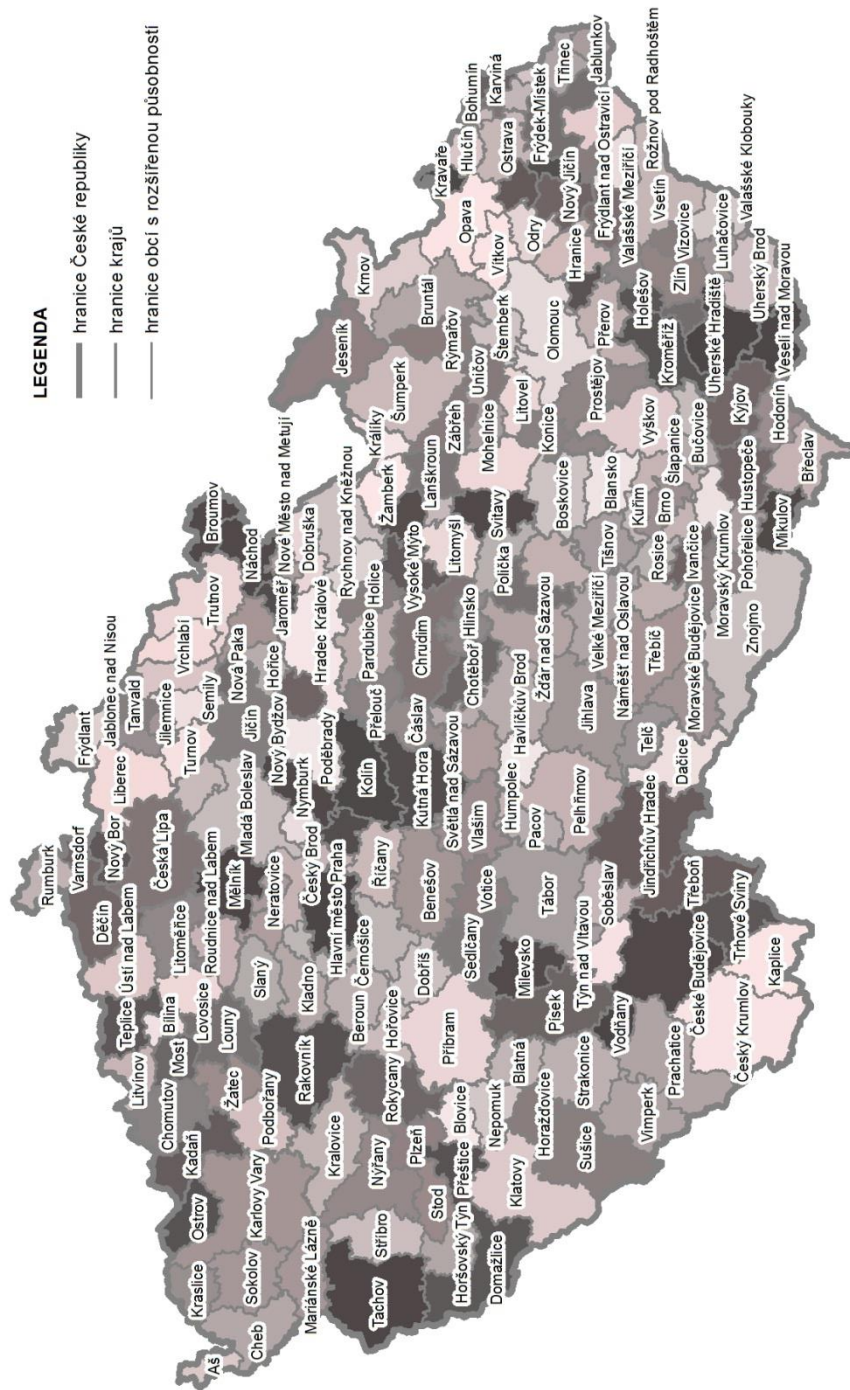 LEGENDA
hranice České republiky
hranice krajů
hranice obcí s rozšířenou působností
Aš
Cheb
Kraslice
Sokolov
Mariánské Lázně
Ostrov
Karlovy Vary
Kadaň
Chomutov
Podbořany
Žatec
Litvínov
Most
Louny
Bílina
Teplice
Lovosice
Ústí nad Labem
Litoměřice
Roudnice nad Labem
Děčín
Varnsdorf
Rumburk
Nový Bor
Česká Lípa
Mělník
Neratovice
Slaný
Kladno
Rakovník
Tachov
Stříbro
Kralovice
Nýřany
Plzeň
Rokycany
Stod
Přeštice
Blovice
Nepomuk
Horšovský Týn
Domažlice
Klatovy
Sušice
Horažďovice
Blatná
Strakonice
Vimperk
Prachatice
Vodňany
Písek
Milevsko
Týn nad Vltavou
České Budějovice
Český Krumlov
Kaplice
Trhové Sviny
Třeboň
Jindřichův Hradec
Soběslav
Tábor
Dačice
Beroun
Hořovice
Příbram
Dobříš
Černošice
Hlavní město Praha
Říčany
Český Brod
Benešov
Sedlčany
Votice
Vlašim
Kolín
Kutná Hora
Čáslav
Nymburk
Poděbrady
Mladá Boleslav
Frýdlant
Liberec
Jablonec nad Nisou
Tanvald
Turnov
Semily
Jilemnice
Vrchlabí
Trutnov
Nová Paka
Jičín
Hořice
Nový Bydžov
Hradec Králové
Jaroměř
Náchod
Broumov
Nové Město nad Metují
Dobruška
Rychnov nad Kněžnou
Přelouč
Pardubice
Holice
Chrudim
Hlinsko
Vysoké Mýto
Litomyšl
Polička
Svitavy
Žamberk
Králíky
Lanškroun
Světlá nad Sázavou
Chotěboř
Havlíčkův Brod
Humpolec
Pacov
Pelhřimov
Žďár nad Sázavou
Jihlava
Velké Meziříčí
Náměšť nad Oslavou
Třebíč
Telč
Moravské Budějovice
Boskovice
Blansko
Tišnov
Kuřim
Brno
Šlapanice
Rosice
Ivančice
Moravský Krumlov
Pohořelice
Znojmo
Hustopeče
Mikulov
Břeclav
Hodonín
Kyjov
Bučovice
Vyškov
Veselí nad Moravou
Jeseník
Šumperk
Zábřeh
Mohelnice
Uničov
Litovel
Konice
Šternberk
Olomouc
Prostějov
Přerov
Hranice
Rýmařov
Bruntál
Krnov
Opava
Vítkov
Odry
Kravaře
Hlučín
Bohumín
Ostrava
Karviná
Frýdek-Místek
Třinec
Jablunkov
Nový Jičín
Frýdlant nad Ostravicí
Valašské Meziříčí
Rožnov pod Radhoštěm
Vsetín
Holešov
Kroměříž
Zlín
Vizovice
Luhačovice
Valašské Klobouky
Uherské Hradiště
Uherský Brod